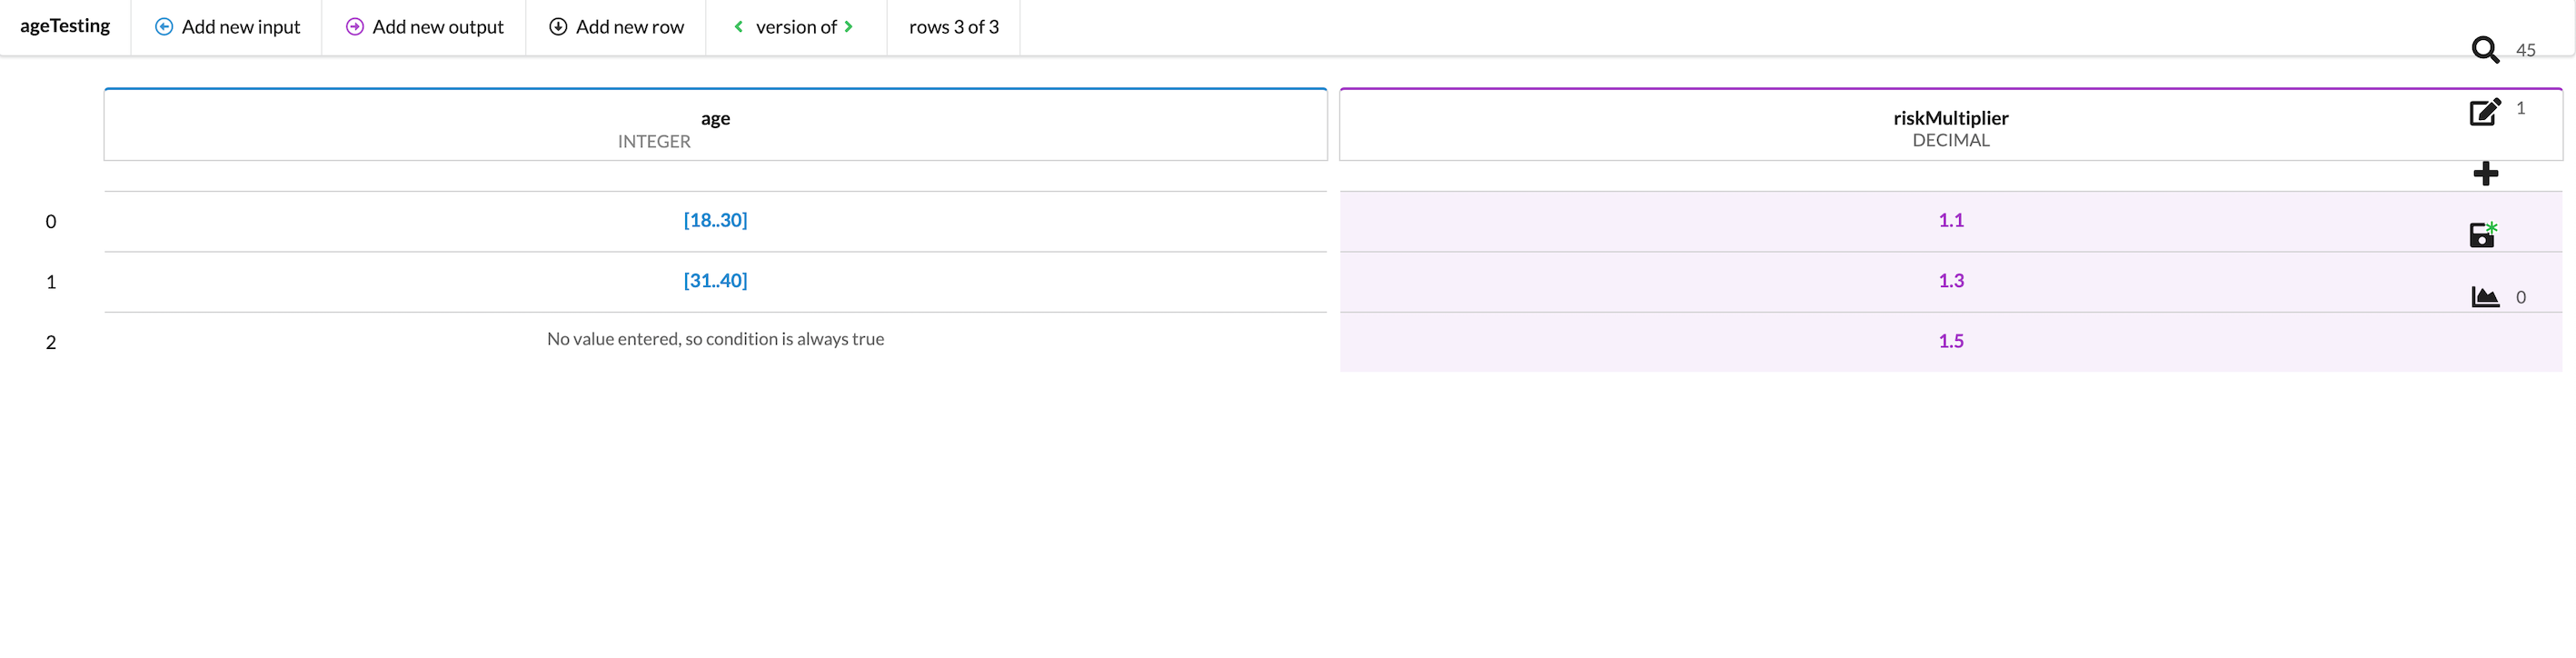 ageTesting Add new input Add new output Add new row version of rows 3 of 3
45
age riskMultiplier 1
INTEGER DECIMAL
0 [18..30] 1.1
1 [31..40] 1.3
0
2 No value entered, so condition is always true 1.5